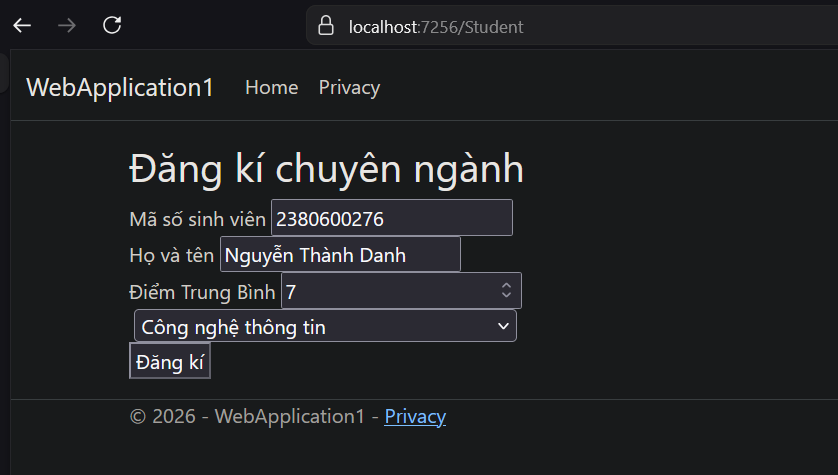 localhost:7256/Student
WebApplication1 Home Privacy
Đăng kí chuyên ngành
Mã số sinh viên 2380600276
Họ và tên Nguyễn Thành Danh
Điểm Trung Bình 7
Công nghệ thông tin
Đăng kí
© 2026 - WebApplication1 - Privacy